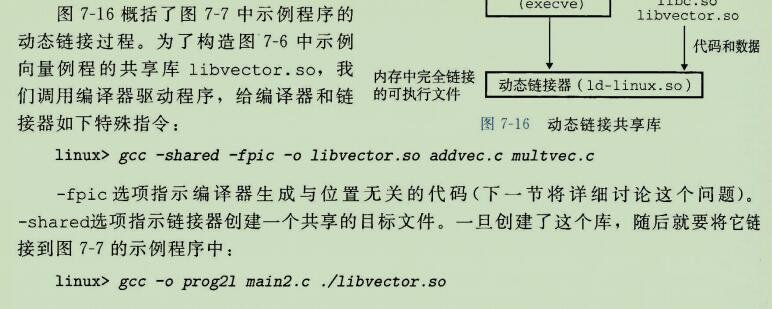 图 7-16 概括了图 7-7 中示例程序的
动态链接过程。为了构造图 7-6 中示例
向量例程的共享库 libvector.so，我
们调用编译器驱动程序，给编译器和链
接器如下特殊指令：
(execve)
libc.so
libvector.so
代码和数据
内存中完全链接
的可执行文件
动态链接器（ld-linux.so）
图 7-16 动态链接共享库
linux> gcc -shared -fpic -o libvector.so addvec.c multvec.c
-fpic 选项指示编译器生成与位置无关的代码(下一节将详细讨论这个问题)。
-shared选项指示链接器创建一个共享的目标文件。一旦创建了这个库，随后就要将它链
接到图 7-7 的示例程序中：
linux> gcc -o prog2l main2.c ./libvector.so